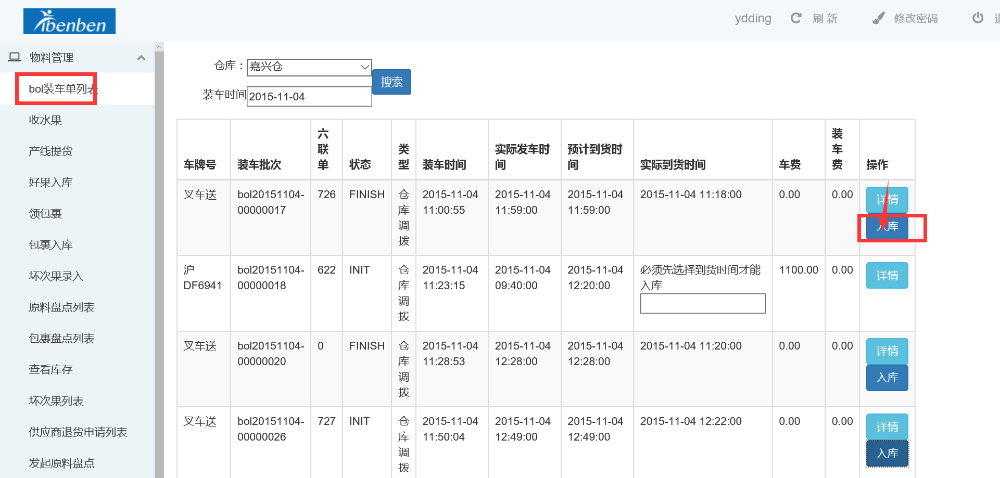 ibenben
ydding 刷 新 修改密码
物料管理
bol装车单列表
收水果
产线提货
好果入库
领包裹
包裹入库
坏次果录入
原料盘点列表
包裹盘点列表
查看库存
坏次果列表
供应商退货申请列表
发起原料盘点
仓库： 嘉兴仓
搜索
装车时间 2015-11-04
车牌号 装车批次 六联单 状态 类型 装车时间 实际发车时间 预计到货时间 实际到货时间 车费 装车费 操作
叉车送 bol20151104-00000017 726 FINISH 仓库调拨 2015-11-04 11:00:55 2015-11-04 11:59:00 2015-11-04 11:59:00 2015-11-04 11:18:00 0.00 0.00 详情
入库
沪DF6941 bol20151104-00000018 622 INIT 仓库调拨 2015-11-04 11:23:15 2015-11-04 09:40:00 2015-11-04 12:20:00 必须先选择到货时间才能入库 1100.00 0.00 详情
叉车送 bol20151104-00000020 0 FINISH 仓库调拨 2015-11-04 11:28:53 2015-11-04 12:28:00 2015-11-04 12:28:00 2015-11-04 11:20:00 0.00 0.00 详情
入库
叉车送 bol20151104-00000026 727 INIT 仓库调拨 2015-11-04 11:50:04 2015-11-04 12:49:00 2015-11-04 12:49:00 2015-11-04 12:22:00 0.00 0.00 详情
入库